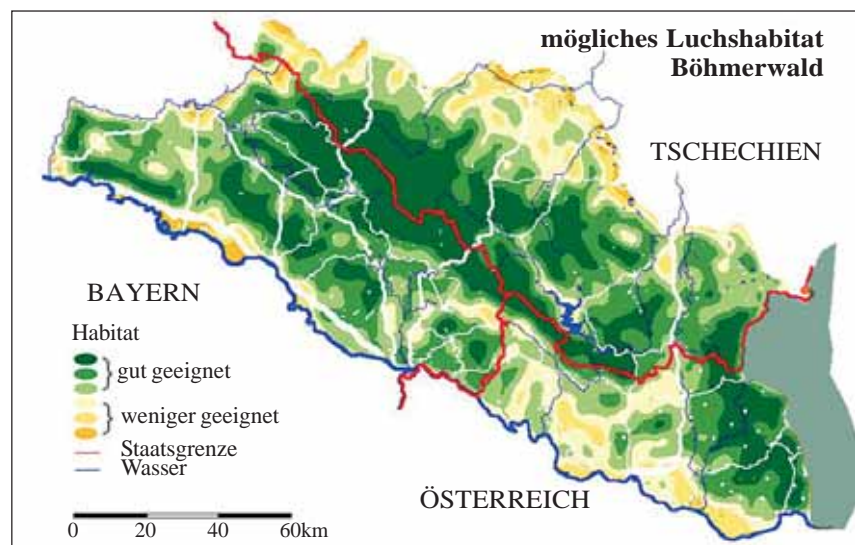 mögliches Luchshabitat
Böhmerwald
TSCHECHIEN
BAYERN
Habitat
gut geeignet
weniger geeignet
Staatsgrenze
Wasser
ÖSTERREICH
0 20 40 60km